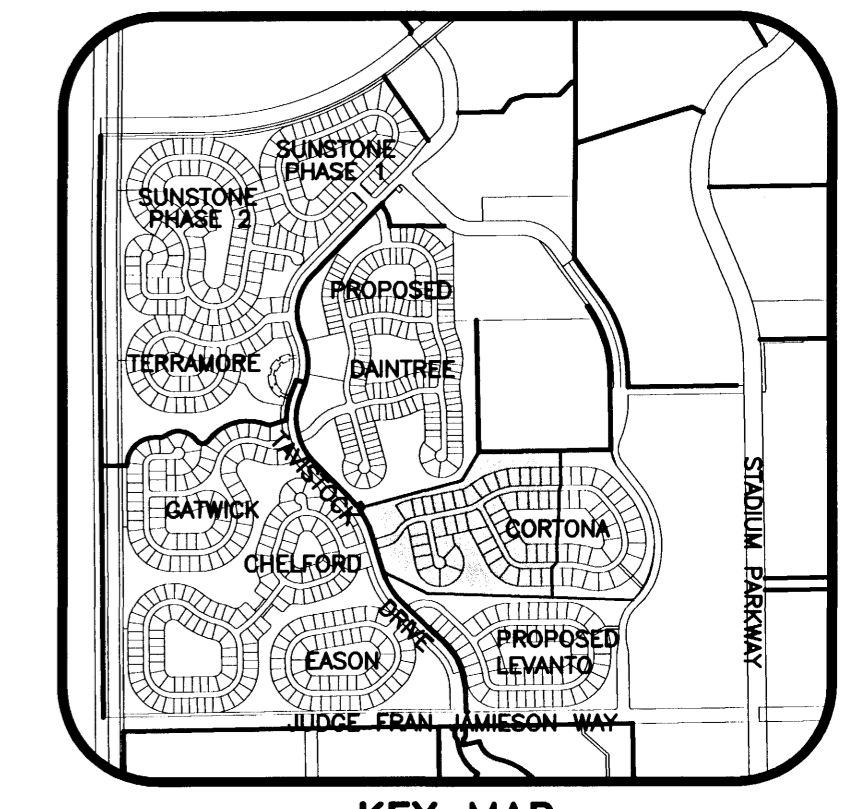 SUNSTONE
PHASE 1
SUNSTONE
PHASE 2
PROPOSED
DAINTREE
TERRAMORE
TAVISTOCK
GATWICK
CORTONA
CHELFORD
STADIUM PARKWAY
DRIVE
PROPOSED
LEVANTO
EASON
JUDGE FRAN JAMIESON WAY
KEY MAP